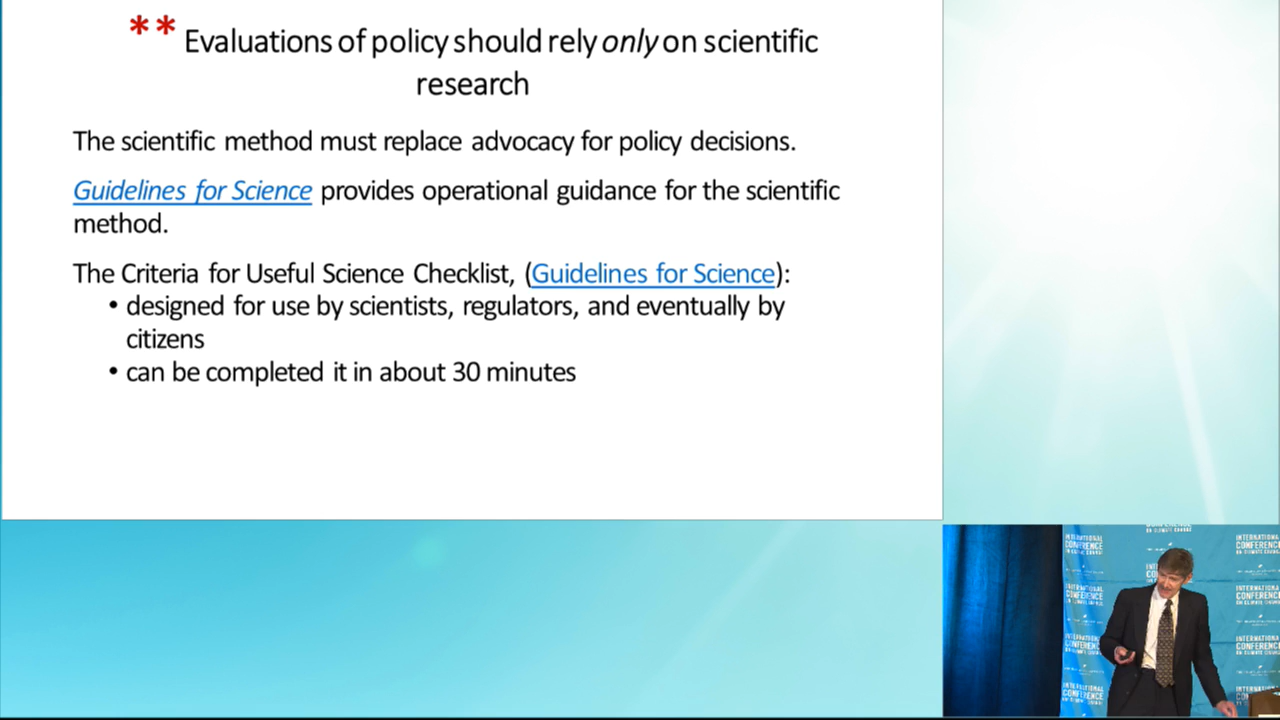 ** Evaluations of policy should rely only on scientific
research
The scientific method must replace advocacy for policy decisions.
Guidelines for Science provides operational guidance for the scientific
method.
The Criteria for Useful Science Checklist, (Guidelines for Science):
• designed for use by scientists, regulators, and eventually by
citizens
• can be completed it in about 30 minutes
INTERNATIONAL
CONFERENCE
ON CLIMATE CHANGE